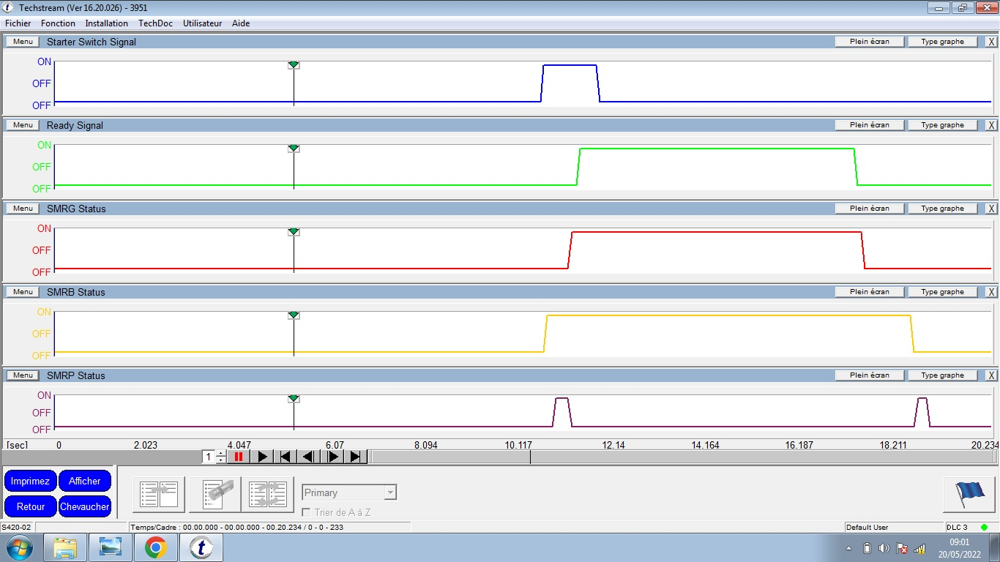 Techstream (Ver 16.20.026) - 3951
Fichier Fonction Installation TechDoc Utilisateur Aide
Menu Starter Switch Signal Plein écran Type graphe X
ON
OFF
OFF
Menu Ready Signal Plein écran Type graphe X
ON
OFF
OFF
Menu SMRG Status Plein écran Type graphe X
ON
OFF
OFF
Menu SMRB Status Plein écran Type graphe X
ON
OFF
OFF
Menu SMRP Status Plein écran Type graphe X
ON
OFF
OFF
[sec] 0 2.023 4.047 6.07 8.094 10.117 12.14 14.164 16.187 18.211 20.234
1
Imprimez Afficher
Retour Chevaucher
Primary
Trier de A à Z
S420-02 Temps/Cadre : 00.00.000 - 00.00.000 - 00.20.234 / 0 - 0 - 233 Default User DLC 3
09:01
20/05/2022